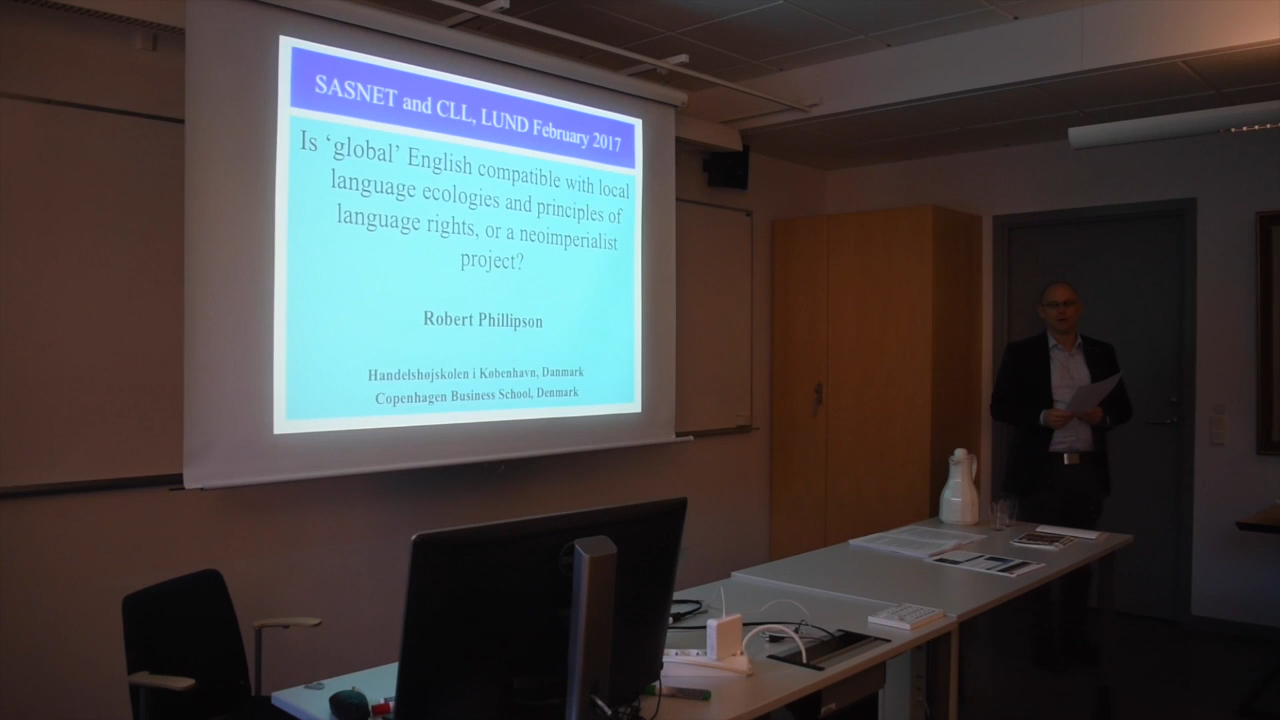 SASNET and CLL, LUND February 2017
Is ‘global’ English compatible with local
language ecologies and principles of
language rights, or a neoimperialist
project?
Robert Phillipson
Handelshøjskolen i København, Danmark
Copenhagen Business School, Denmark